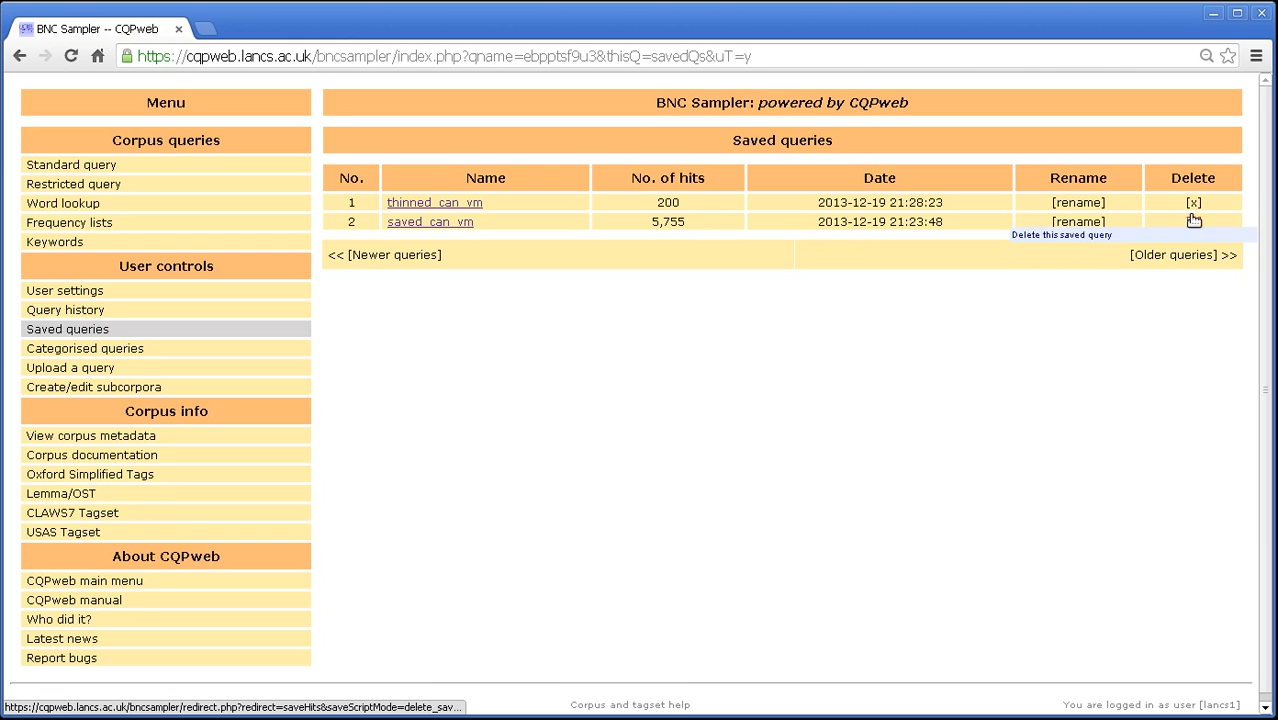 BNC Sampler -- CQPweb
https://cqpweb.lancs.ac.uk/bncsampler/index.php?qname=ebpptsf9u3&thisQ=savedQs&uT=y
Menu
Corpus queries
Standard query
Restricted query
Word lookup
Frequency lists
Keywords
User controls
User settings
Query history
Saved queries
Categorised queries
Upload a query
Create/edit subcorpora
Corpus info
View corpus metadata
Corpus documentation
Oxford Simplified Tags
Lemma/OST
CLAWS7 Tagset
USAS Tagset
About CQPweb
CQPweb main menu
CQPweb manual
Who did it?
Latest news
Report bugs
BNC Sampler: powered by CQPweb
Saved queries
No. Name No. of hits Date Rename Delete
1 thinned_can_vm 200 2013-12-19 21:28:23 [rename] [x]
2 saved_can_vm 5,755 2013-12-19 21:23:48 [rename]
Delete this saved query
<< [Newer queries] [Older queries] >>
https://cqpweb.lancs.ac.uk/bncsampler/redirect.php?redirect=saveHits&saveScriptMode=delete_sav...
Corpus and tagset help
You are logged in as user [lancs1]